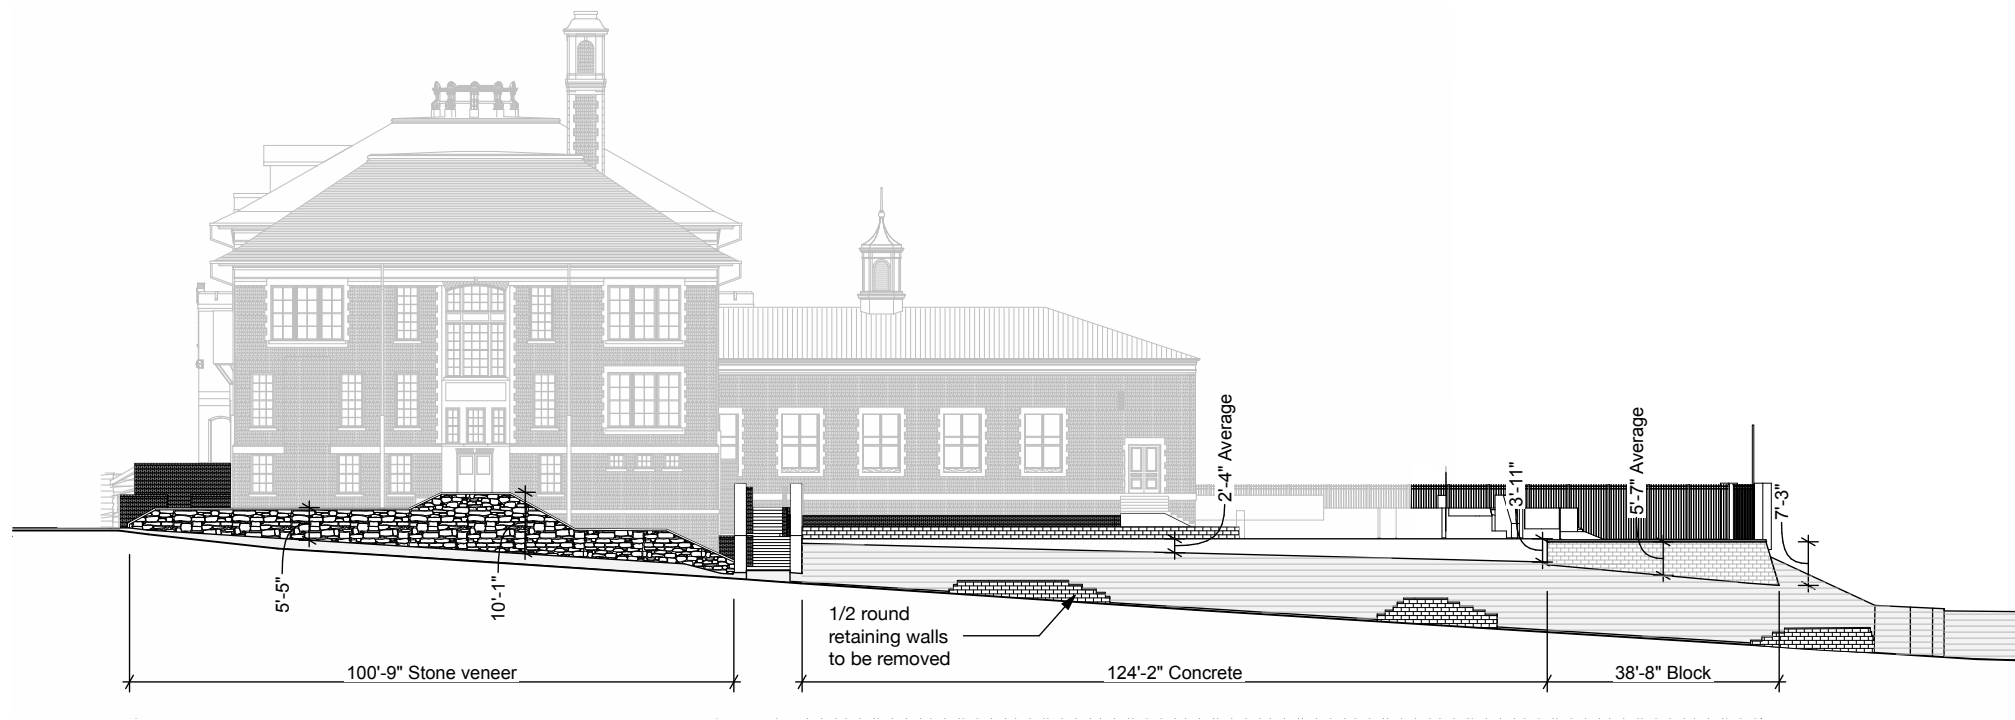 2'-4" Average
3'-11"
5'-7" Average
7'-3"
5'-5"
10'-1"
1/2 round
retaining walls
to be removed
100'-9" Stone veneer
124'-2" Concrete
38'-8" Block